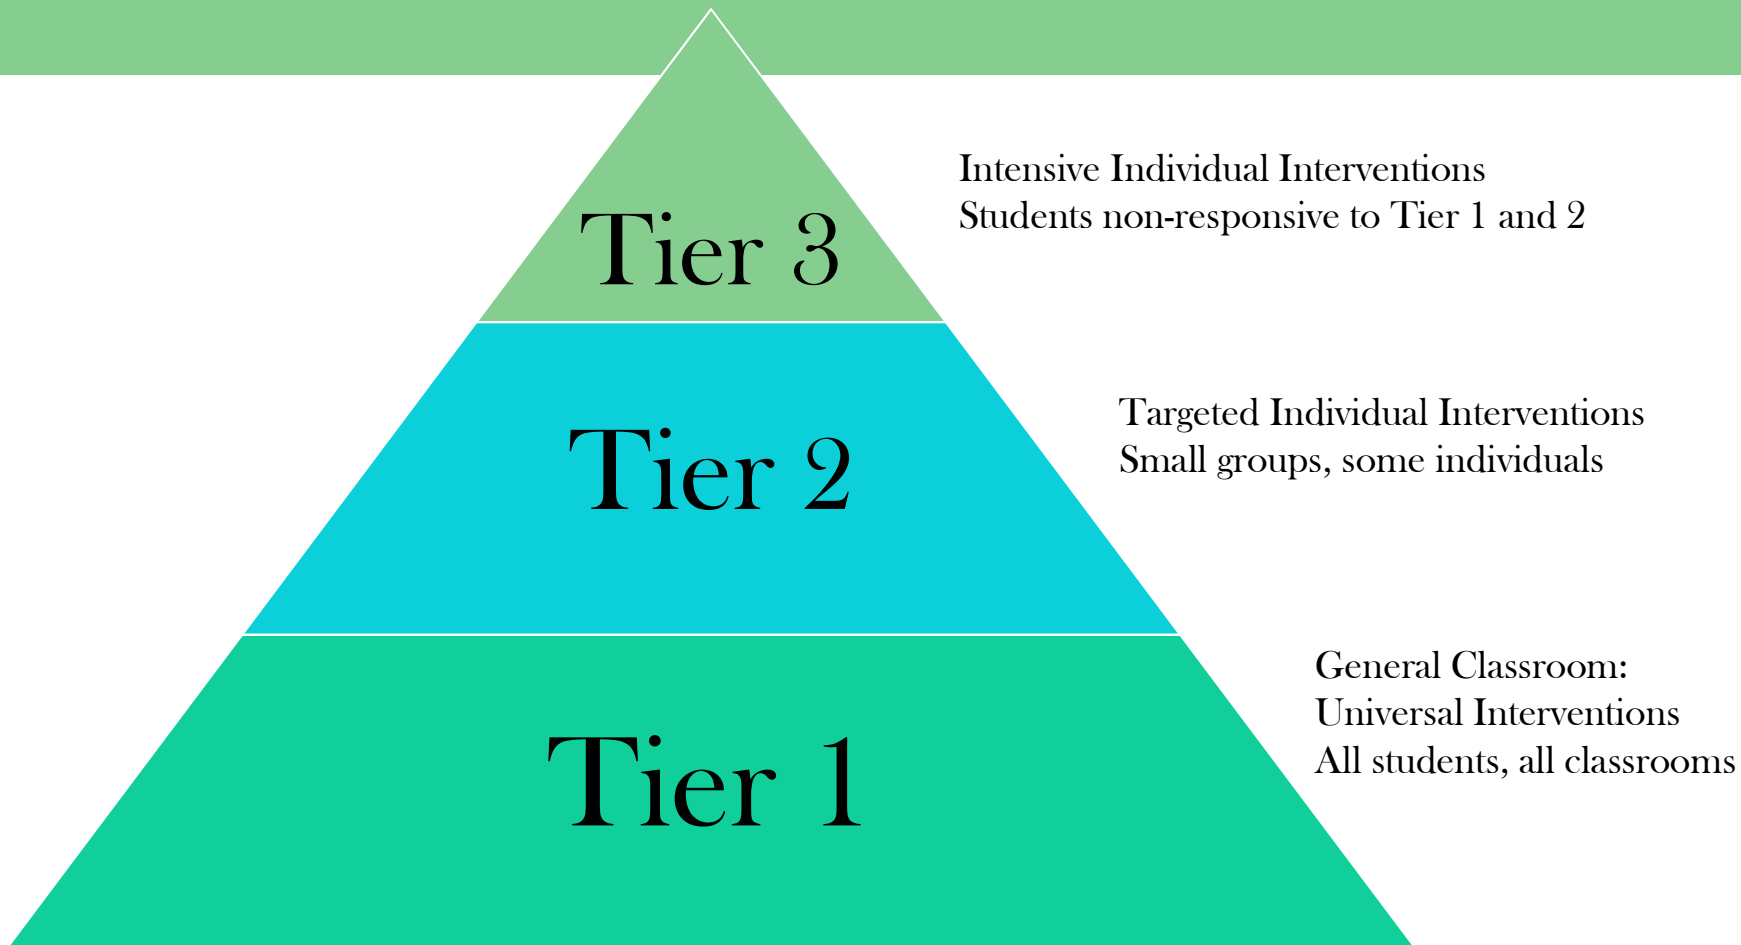 Tier 3
Intensive Individual Interventions
Students non-responsive to Tier 1 and 2
Tier 2
Targeted Individual Interventions
Small groups, some individuals
Tier 1
General Classroom:
Universal Interventions
All students, all classrooms